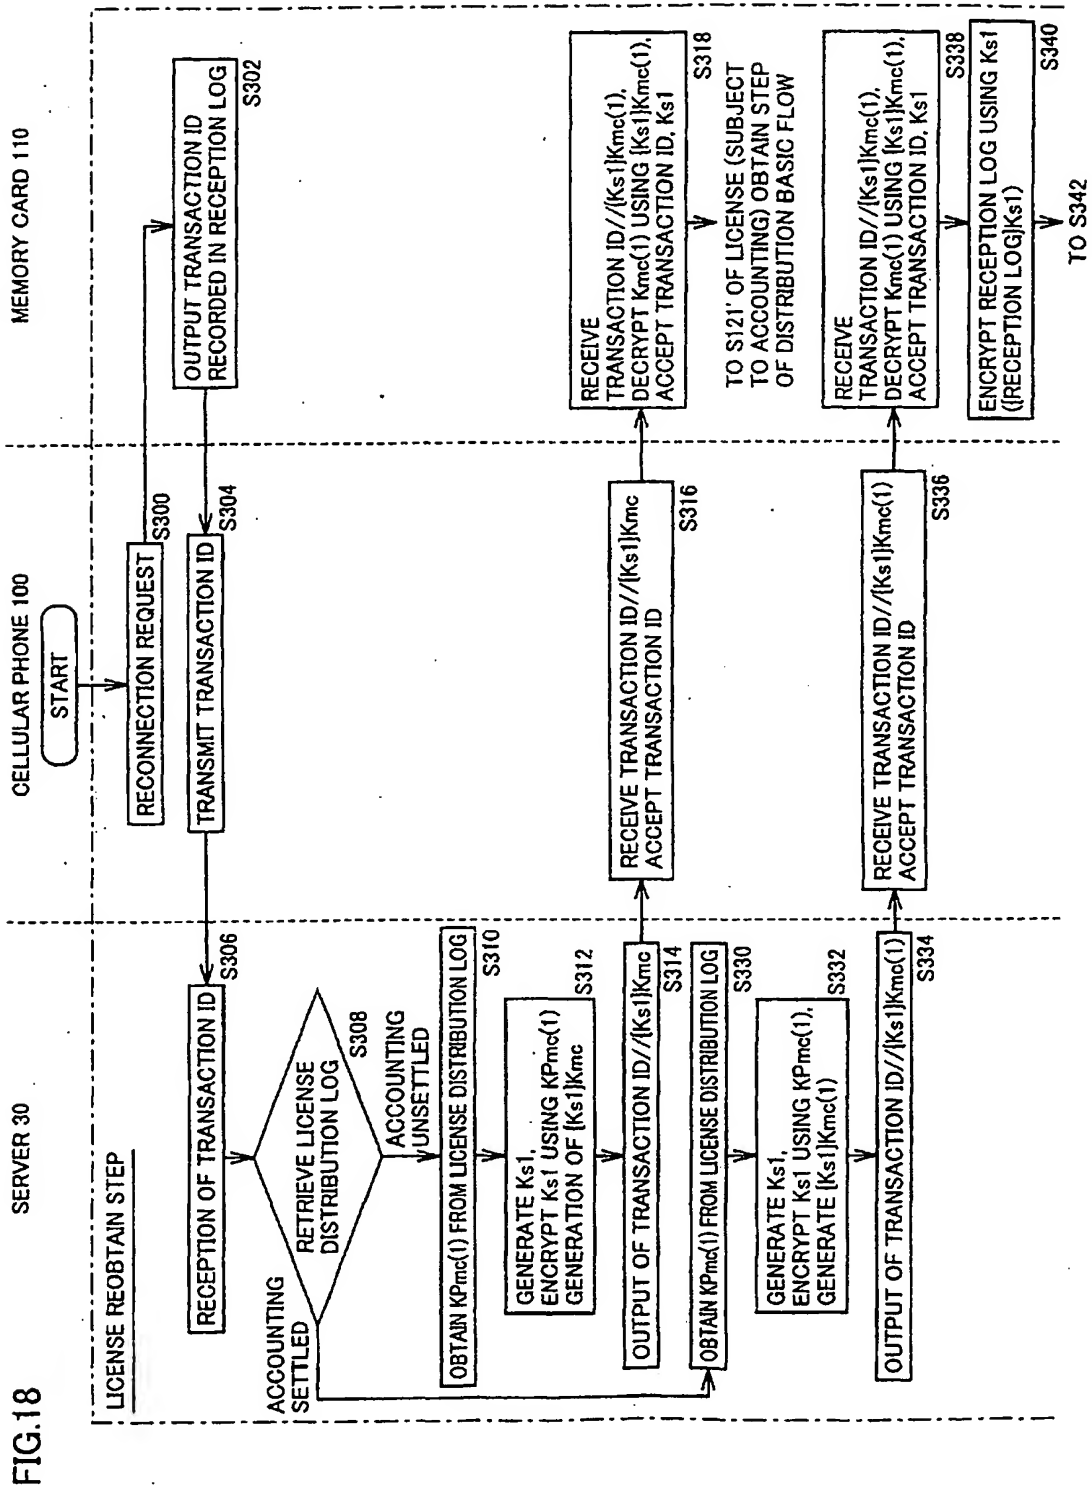 FIG.18
SERVER 30
CELLULAR PHONE 100
MEMORY CARD 110
LICENSE REOBTAIN STEP
START
RECONNECTION REQUEST
S300
OUTPUT TRANSACTION ID
RECORDED IN RECEPTION LOG
S302
TRANSMIT TRANSACTION ID
S304
RECEPTION OF TRANSACTION ID
S306
RETRIEVE LICENSE
DISTRIBUTION LOG
S308
ACCOUNTING
SETTLED
ACCOUNTING
UNSETTLED
OBTAIN KPmc(1) FROM LICENSE DISTRIBUTION LOG
S310
GENERATE Ks1,
ENCRYPT Ks1 USING KPmc(1)
GENERATION OF {Ks1}Kmc
S312
OUTPUT OF TRANSACTION ID//{Ks1}Kmc
S314
RECEIVE TRANSACTION ID//{Ks1}Kmc
ACCEPT TRANSACTION ID
S316
RECEIVE
TRANSACTION ID//{Ks1}Kmc(1),
DECRYPT Kmc(1) USING {Ks1}Kmc(1),
ACCEPT TRANSACTION ID, Ks1
S318
TO S121' OF LICENSE (SUBJECT
TO ACCOUNTING) OBTAIN STEP
OF DISTRIBUTION BASIC FLOW
OBTAIN KPmc(1) FROM LICENSE DISTRIBUTION LOG
S330
GENERATE Ks1,
ENCRYPT Ks1 USING KPmc(1),
GENERATE {Ks1}Kmc(1)
S332
OUTPUT OF TRANSACTION ID//{Ks1}Kmc(1)
S334
RECEIVE TRANSACTION ID//{Ks1}Kmc(1)
ACCEPT TRANSACTION ID
S336
RECEIVE
TRANSACTION ID//{Ks1}Kmc(1),
DECRYPT Kmc(1) USING {Ks1}Kmc(1),
ACCEPT TRANSACTION ID, Ks1
S338
ENCRYPT RECEPTION LOG USING Ks1
({RECEPTION LOG}Ks1)
S340
TO S342